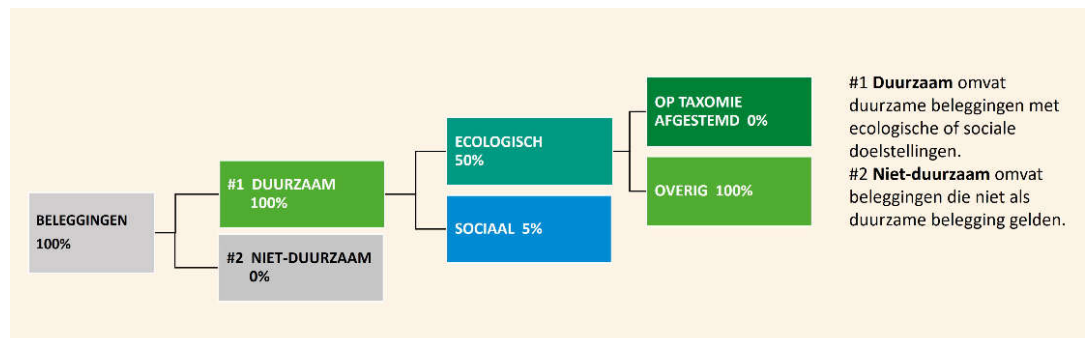 BELEGGINGEN
100%
#1 DUURZAAM
100%
#2 NIET-DUURZAAM
0%
ECOLOGISCH
50%
SOCIAAL 5%
OP TAXOMIE
AFGESTEMD 0%
OVERIG 100%
#1 Duurzaam omvat
duurzame beleggingen met
ecologische of sociale
doelstellingen.
#2 Niet-duurzaam omvat
beleggingen die niet als
duurzame belegging gelden.